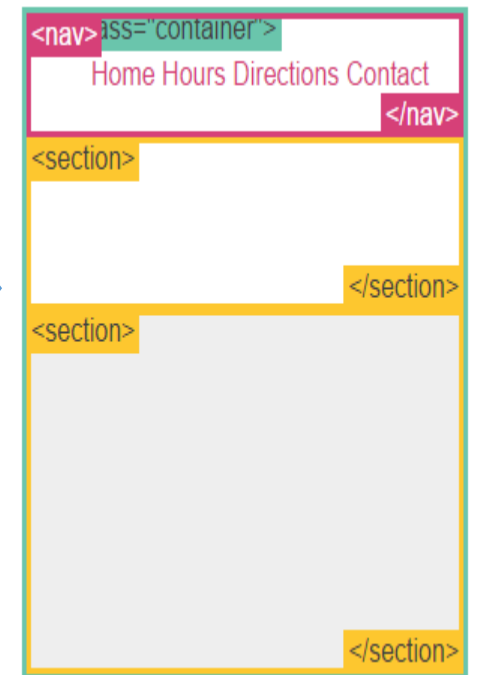 <nav> ass="container">
Home Hours Directions Contact
</nav>
<section>
</section>
<section>
</section>